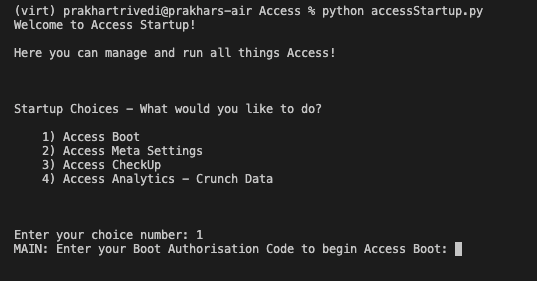 (virt) prakhartrivedi@prakhars-air Access % python accessStartup.py
Welcome to Access Startup!
Here you can manage and run all things Access!
Startup Choices - What would you like to do?
1) Access Boot
2) Access Meta Settings
3) Access CheckUp
4) Access Analytics - Crunch Data
Enter your choice number: 1
MAIN: Enter your Boot Authorisation Code to begin Access Boot: